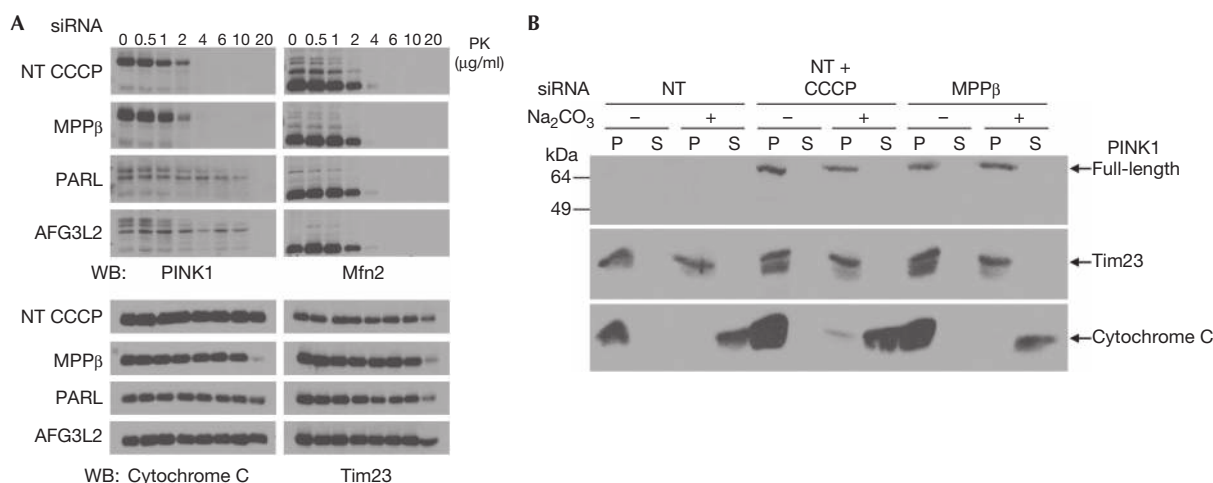 A
siRNA
0 0.5 1 2 4 6 10 20
0 0.5 1 2 4 6 10 20
PK
(µg/ml)
NT CCCP
MPPβ
PARL
AFG3L2
WB: PINK1 Mfn2
NT CCCP
MPPβ
PARL
AFG3L2
WB: Cytochrome C Tim23
B
siRNA NT NT + CCCP MPPβ
Na₂CO₃ – + – + – +
P S P S P S P S P S P S
kDa
64
49
PINK1
Full-length
Tim23
Cytochrome C